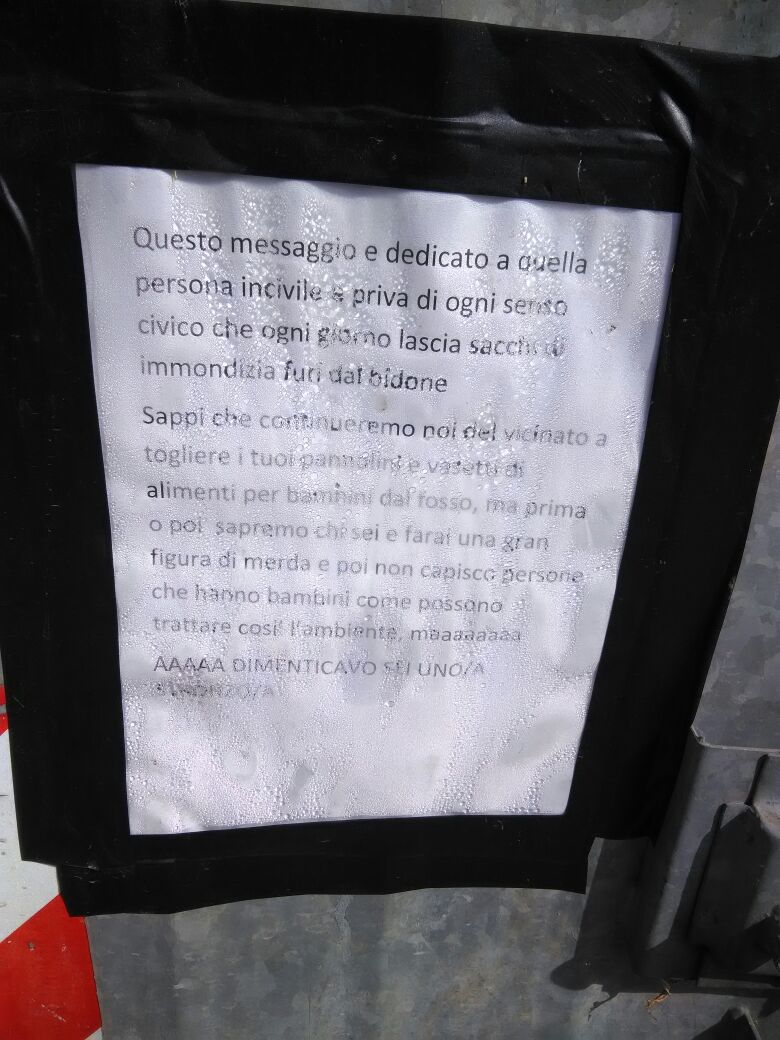 Questo messaggio e dedicato a quella
persona incivile e priva di ogni senso
civico che ogni giorno lascia sacchi di
immondizia furi dal bidone
Sappi che continueremo noi del vicinato a
togliere i tuoi pannolini e vasetti di
alimenti per bambini dal fosso, ma prima
o poi sapremo chi sei e farai una gran
figura di merda e poi non capisco persone
che hanno bambini come possono
trattare cosi' l'ambiente, maaaaaaaa
AAAAA DIMENTICAVO SEI UNO/A
STRONZO/A